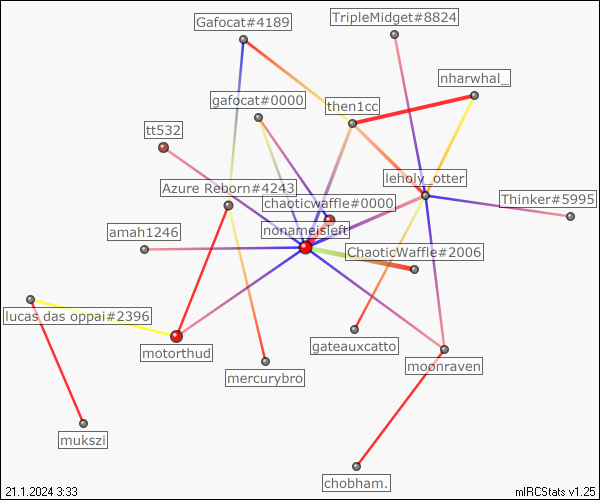 Gafocat#4189
TripleMidget#8824
nharwhal_
gafocat#0000
then1cc
tt532
leholy_otter
Azure Reborn#4243
Thinker#5995
chaoticwaffle#0000
amah1246
nonameisleft
ChaoticWaffle#2006
lucas das oppai#2396
motorthud
gateauxcatto
moonraven
mercurybro
mukszi
chobham.
21.1.2024 3:33
mIRCStats v1.25